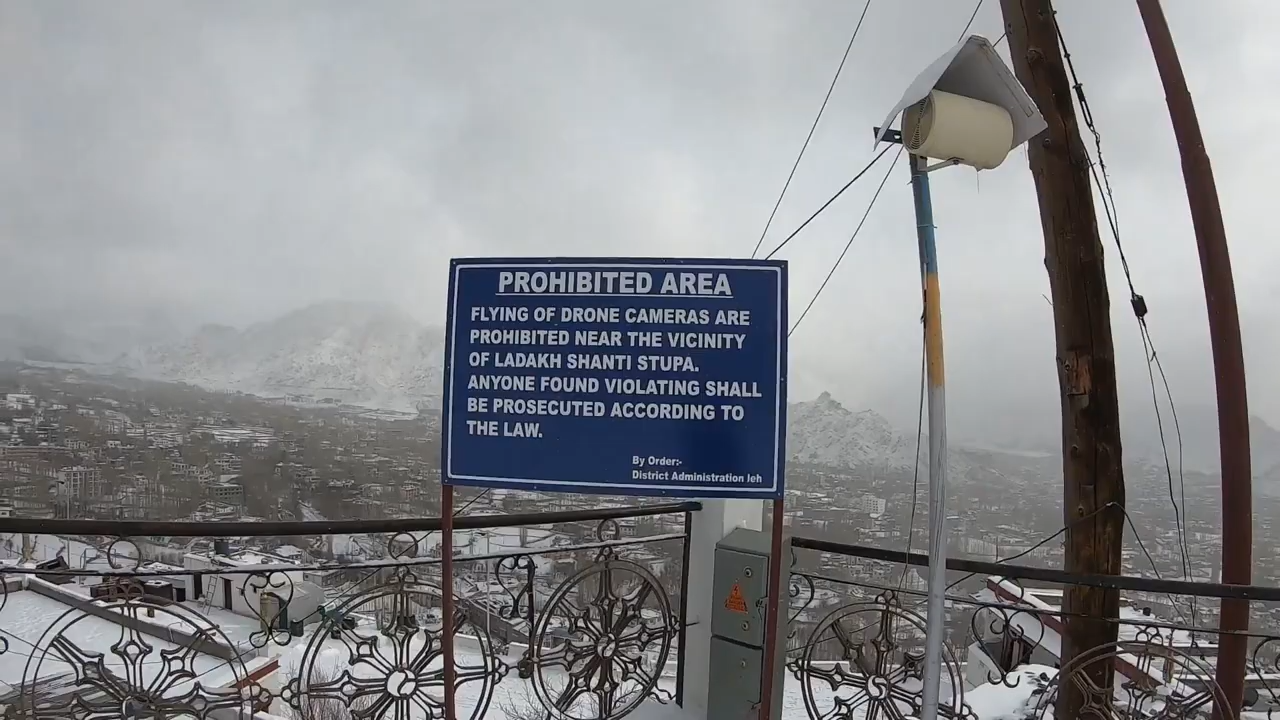 PROHIBITED AREA
FLYING OF DRONE CAMERAS ARE
PROHIBITED NEAR THE VICINITY
OF LADAKH SHANTI STUPA.
ANYONE FOUND VIOLATING SHALL
BE PROSECUTED ACCORDING TO
THE LAW.
By Order:-
District Administration leh